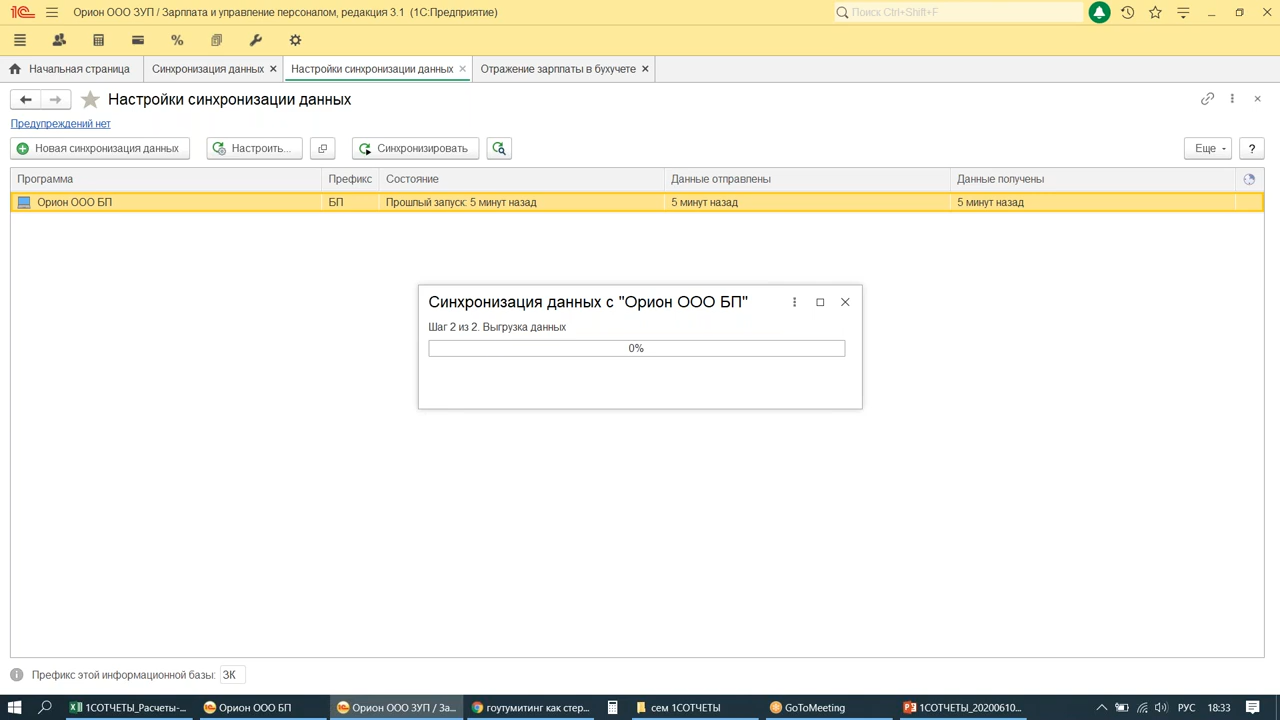 Орион ООО ЗУП / Зарплата и управление персоналом, редакция 3.1 (1С:Предприятие)
Поиск Ctrl+Shift+F
Начальная страница
Синхронизация данных
Настройки синхронизации данных
Отражение зарплаты в бухучете
Настройки синхронизации данных
Предупреждений нет
Новая синхронизация данных
Настроить...
Синхронизировать
Еще
?
Программа Префикс Состояние Данные отправлены Данные получены
Орион ООО БП БП Прошлый запуск: 5 минут назад 5 минут назад 5 минут назад
Синхронизация данных с "Орион ООО БП"
Шаг 2 из 2. Выгрузка данных
0%
Префикс этой информационной базы: ЗК
1СОТЧЕТЫ_Расчеты-...
Орион ООО БП
Орион ООО ЗУП / За...
гоутумитинг как стер...
сем 1СОТЧЕТЫ
GoToMeeting
1СОТЧЕТЫ_20200610...
РУС
18:33